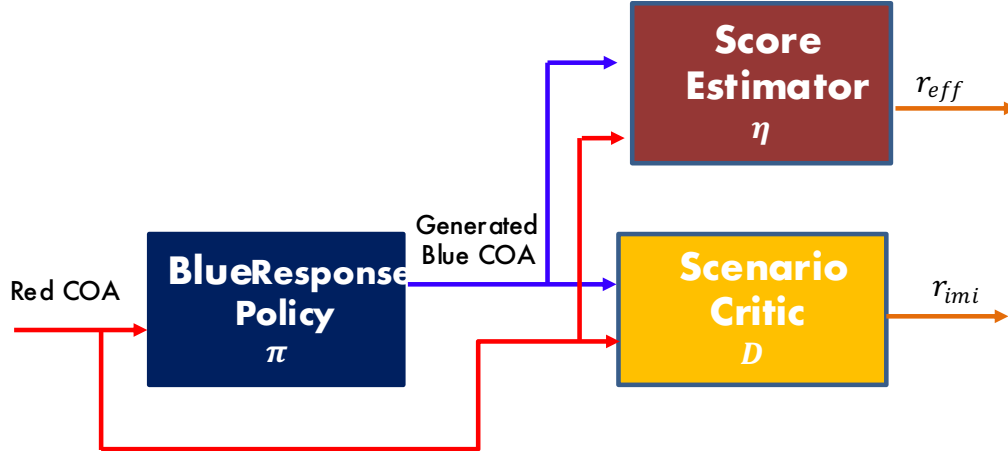 Score
Estimator
η
r_eff
Generated
Blue COA
Red COA
BlueResponse
Policy
π
Scenario
Critic
D
r_imi